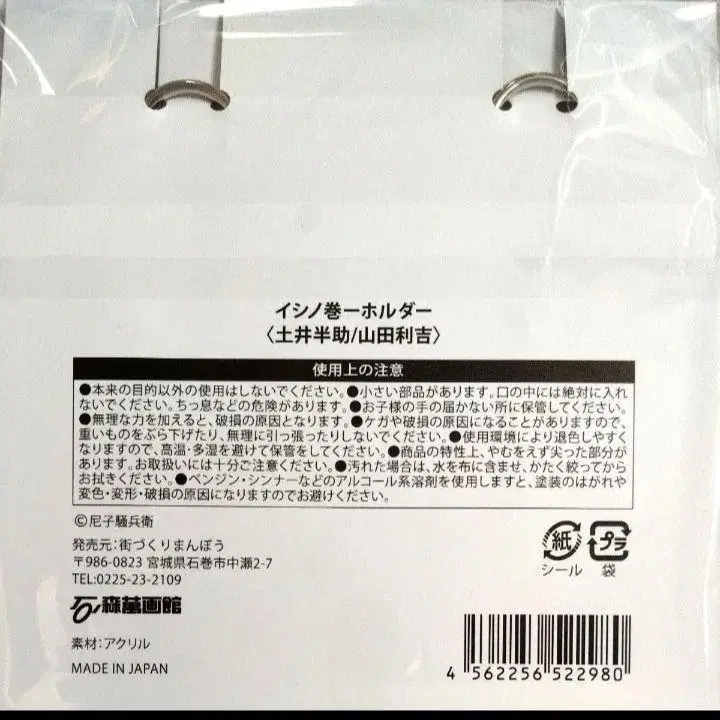 イシノ巻ーホルダー
〈土井半助/山田利吉〉
使用上の注意
●本来の目的以外の使用はしないでください。●小さい部品があります。口の中には絶対に入れ
ないでください。ちっ息などの危険があります。●お子様の手の届かない所に保管してください。
●無理な力を加えると、破損の原因となります。●ケガや破損の原因になることがありますので、
重いものをぶら下げたり、無理に引っ張ったりしないでください。●使用環境により退色しやすく
なりますので、高温・多湿を避けて保管をしてください。●商品の特性上、やむをえず尖った部分が
あります。お取扱いには十分ご注意ください。●汚れた場合は、水を布に含ませ、かたく絞ってから
お拭きください。●ベンジン・シンナーなどのアルコール系溶剤を使用しますと、塗装のはがれや
変色・変形・破損の原因になりますのでお避けください。
©尼子騒兵衛
発売元:街づくりまんぼう
〒986-0823 宮城県石巻市中瀬2-7
TEL:0225-23-2109
石ノ森萬画館
素材:アクリル
MADE IN JAPAN
紙 プラ
シール 袋
4 562256 522980